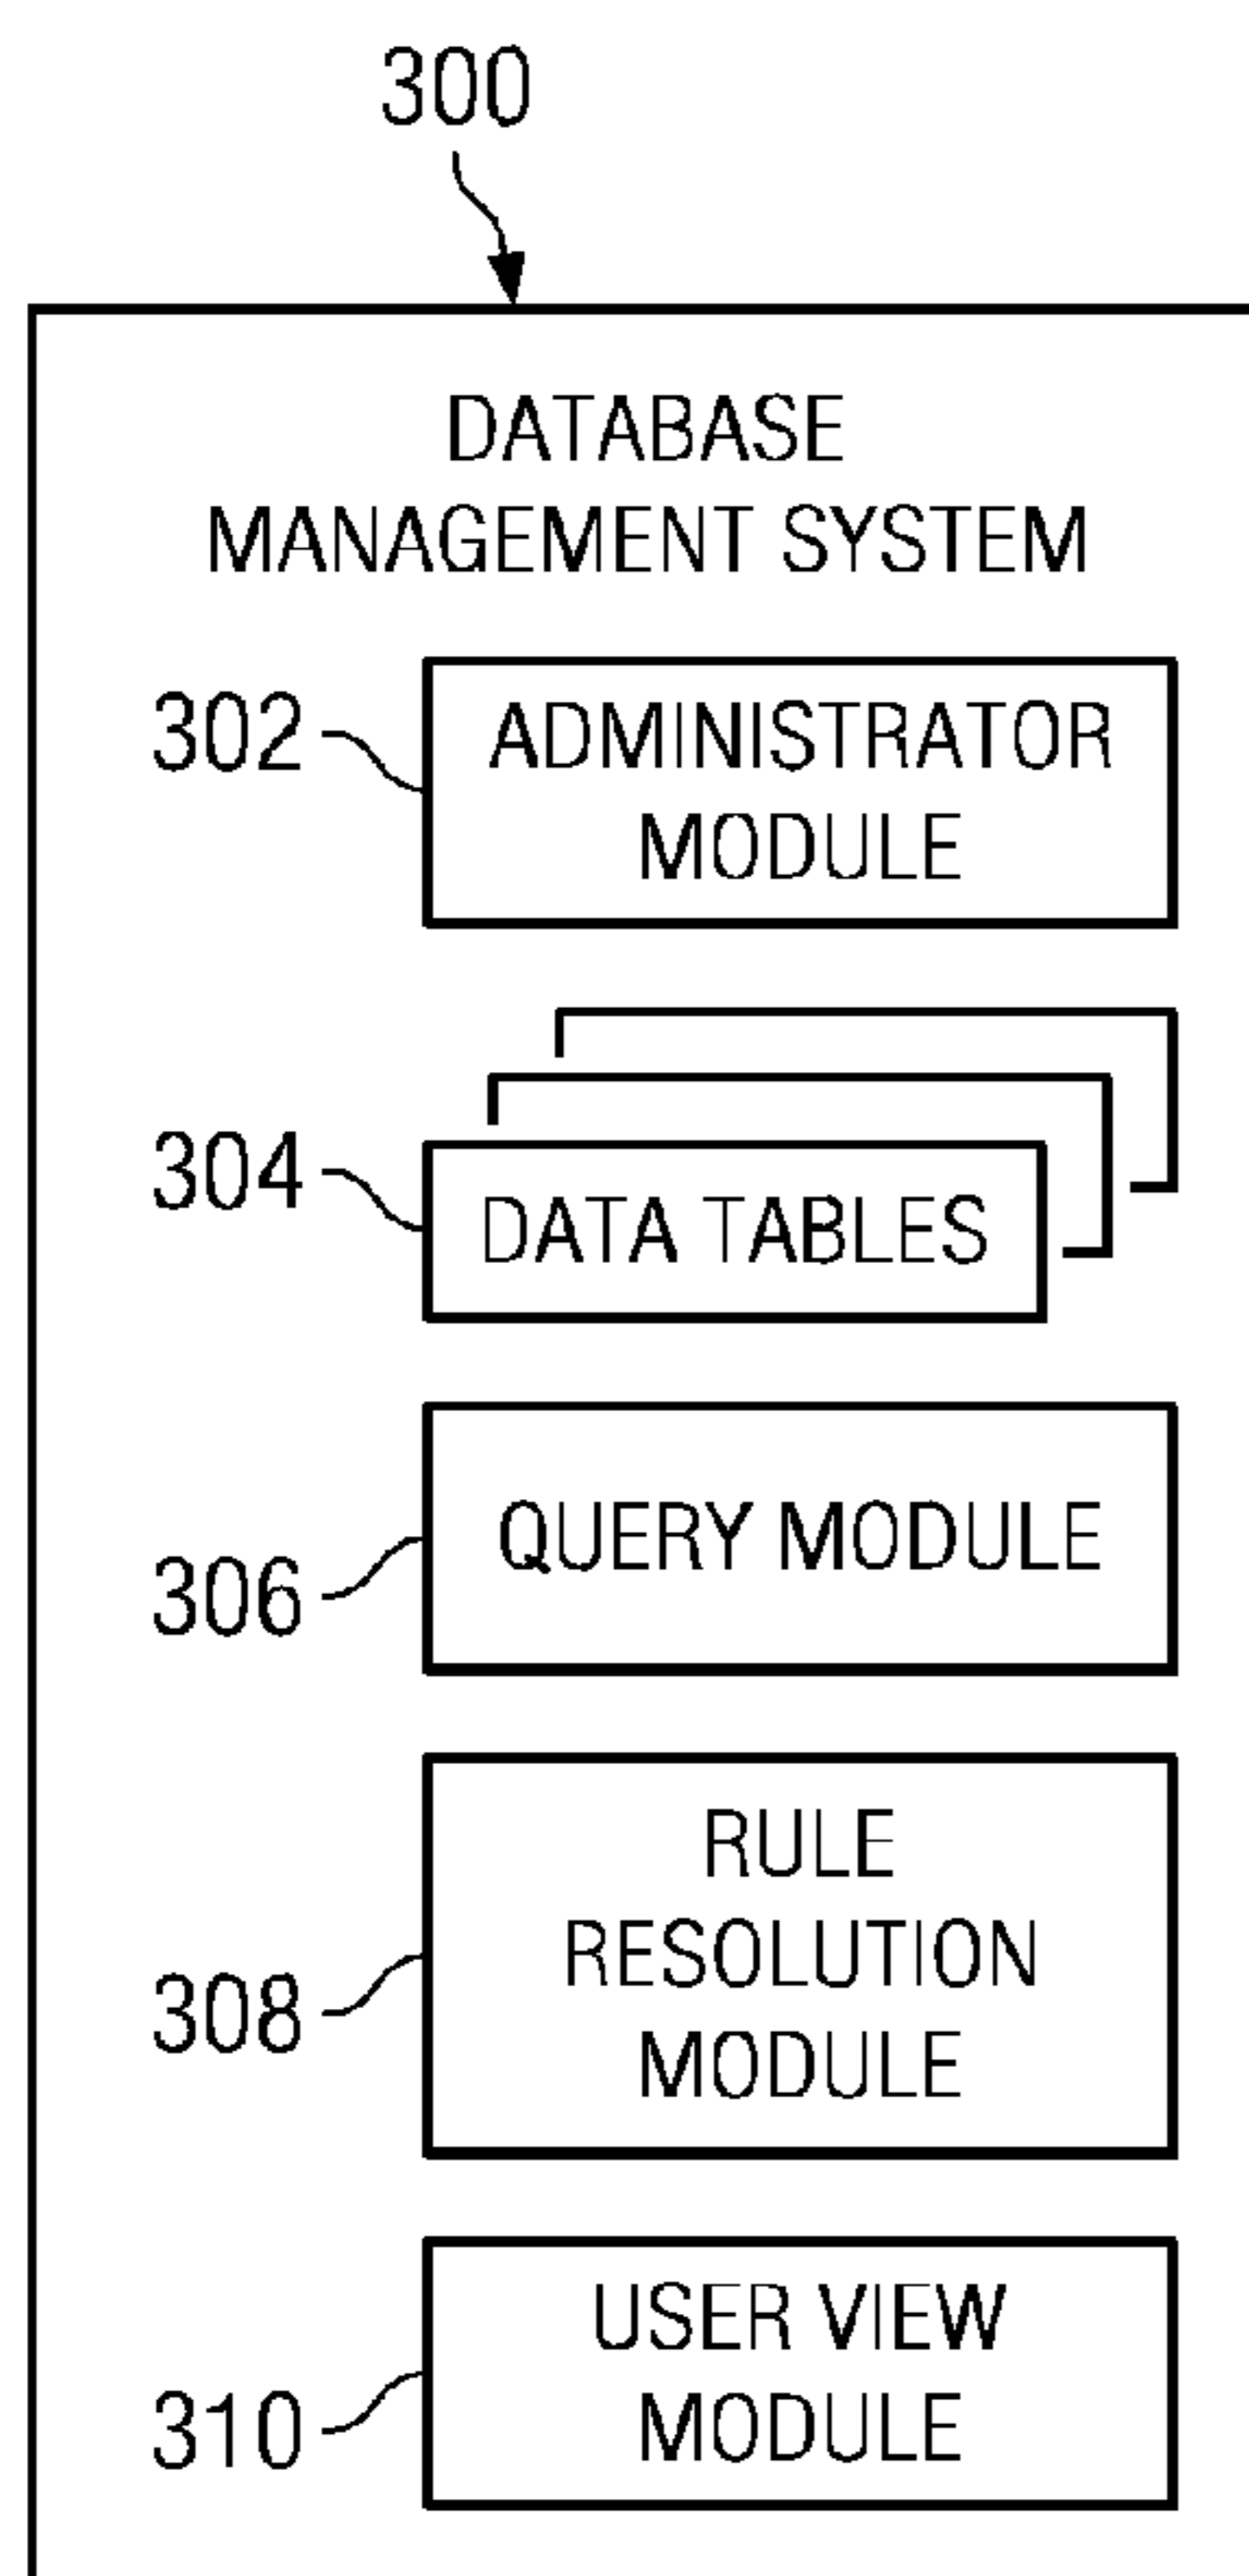 300
DATABASE
MANAGEMENT SYSTEM
302
ADMINISTRATOR
MODULE
304
DATA TABLES
306
QUERY MODULE
308
RULE
RESOLUTION
MODULE
310
USER VIEW
MODULE